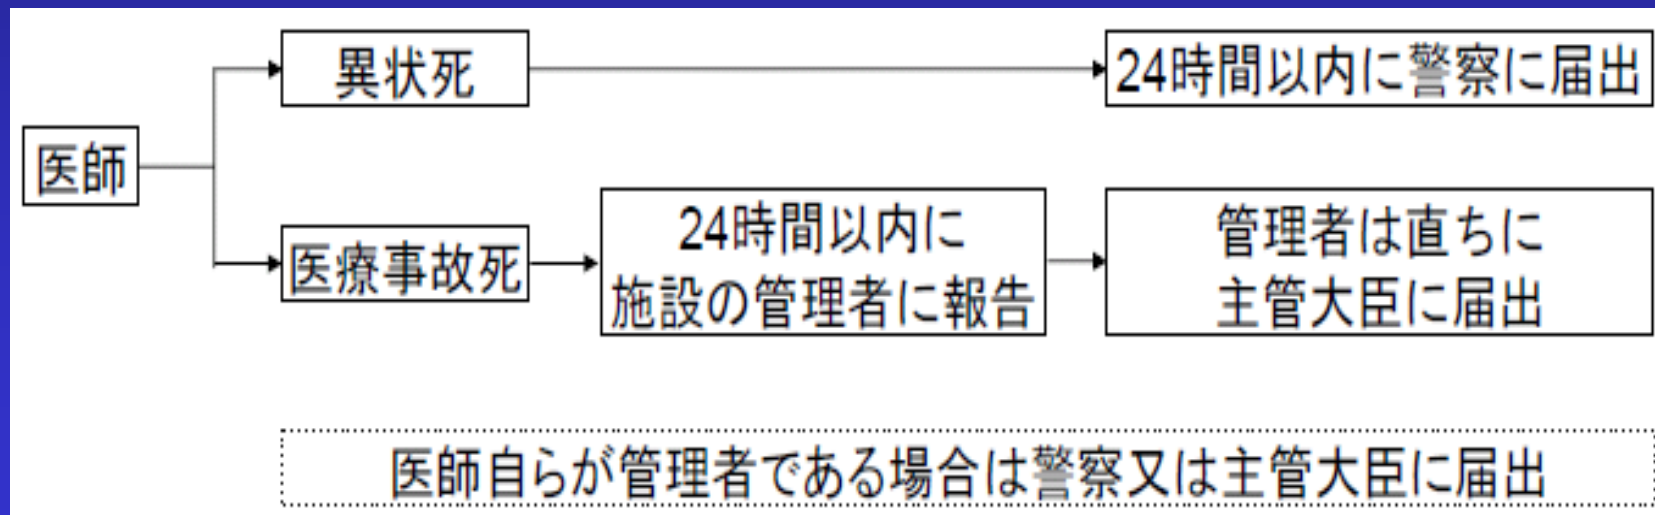 異状死
24時間以内に警察に届出
医師
医療事故死
24時間以内に
施設の管理者に報告
管理者は直ちに
主管大臣に届出
医師自らが管理者である場合は警察又は主管大臣に届出